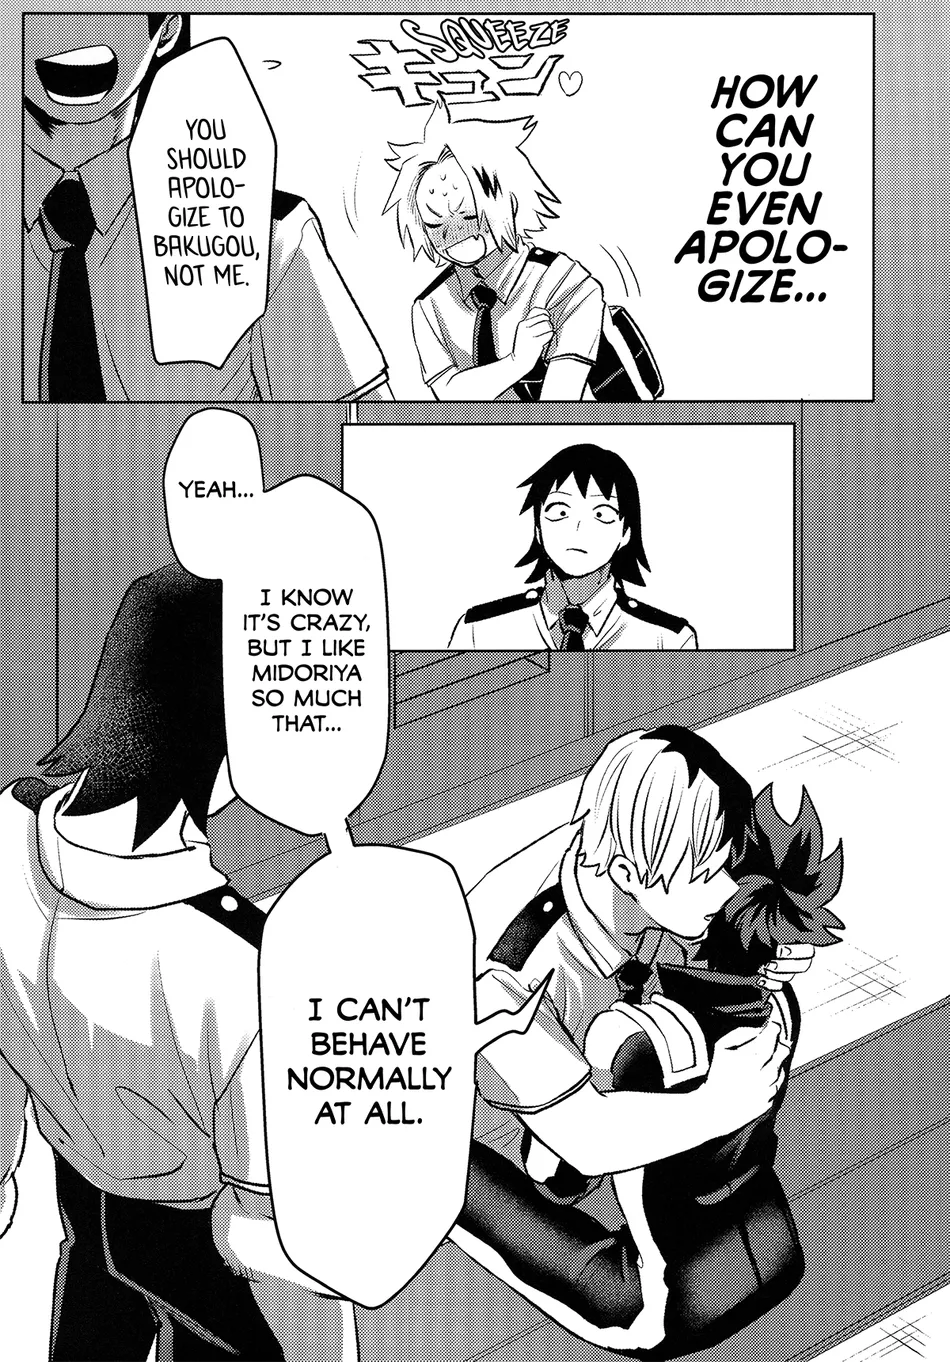 HOW
CAN
YOU
EVEN
APOLO-
GIZE...
SQUEEZE
キュン♡
YOU
SHOULD
APOLO-
GIZE TO
BAKUGOU,
NOT ME.
YEAH...
I KNOW
IT'S CRAZY,
BUT I LIKE
MIDORIYA
SO MUCH
THAT...
I CAN'T
BEHAVE
NORMALLY
AT ALL.